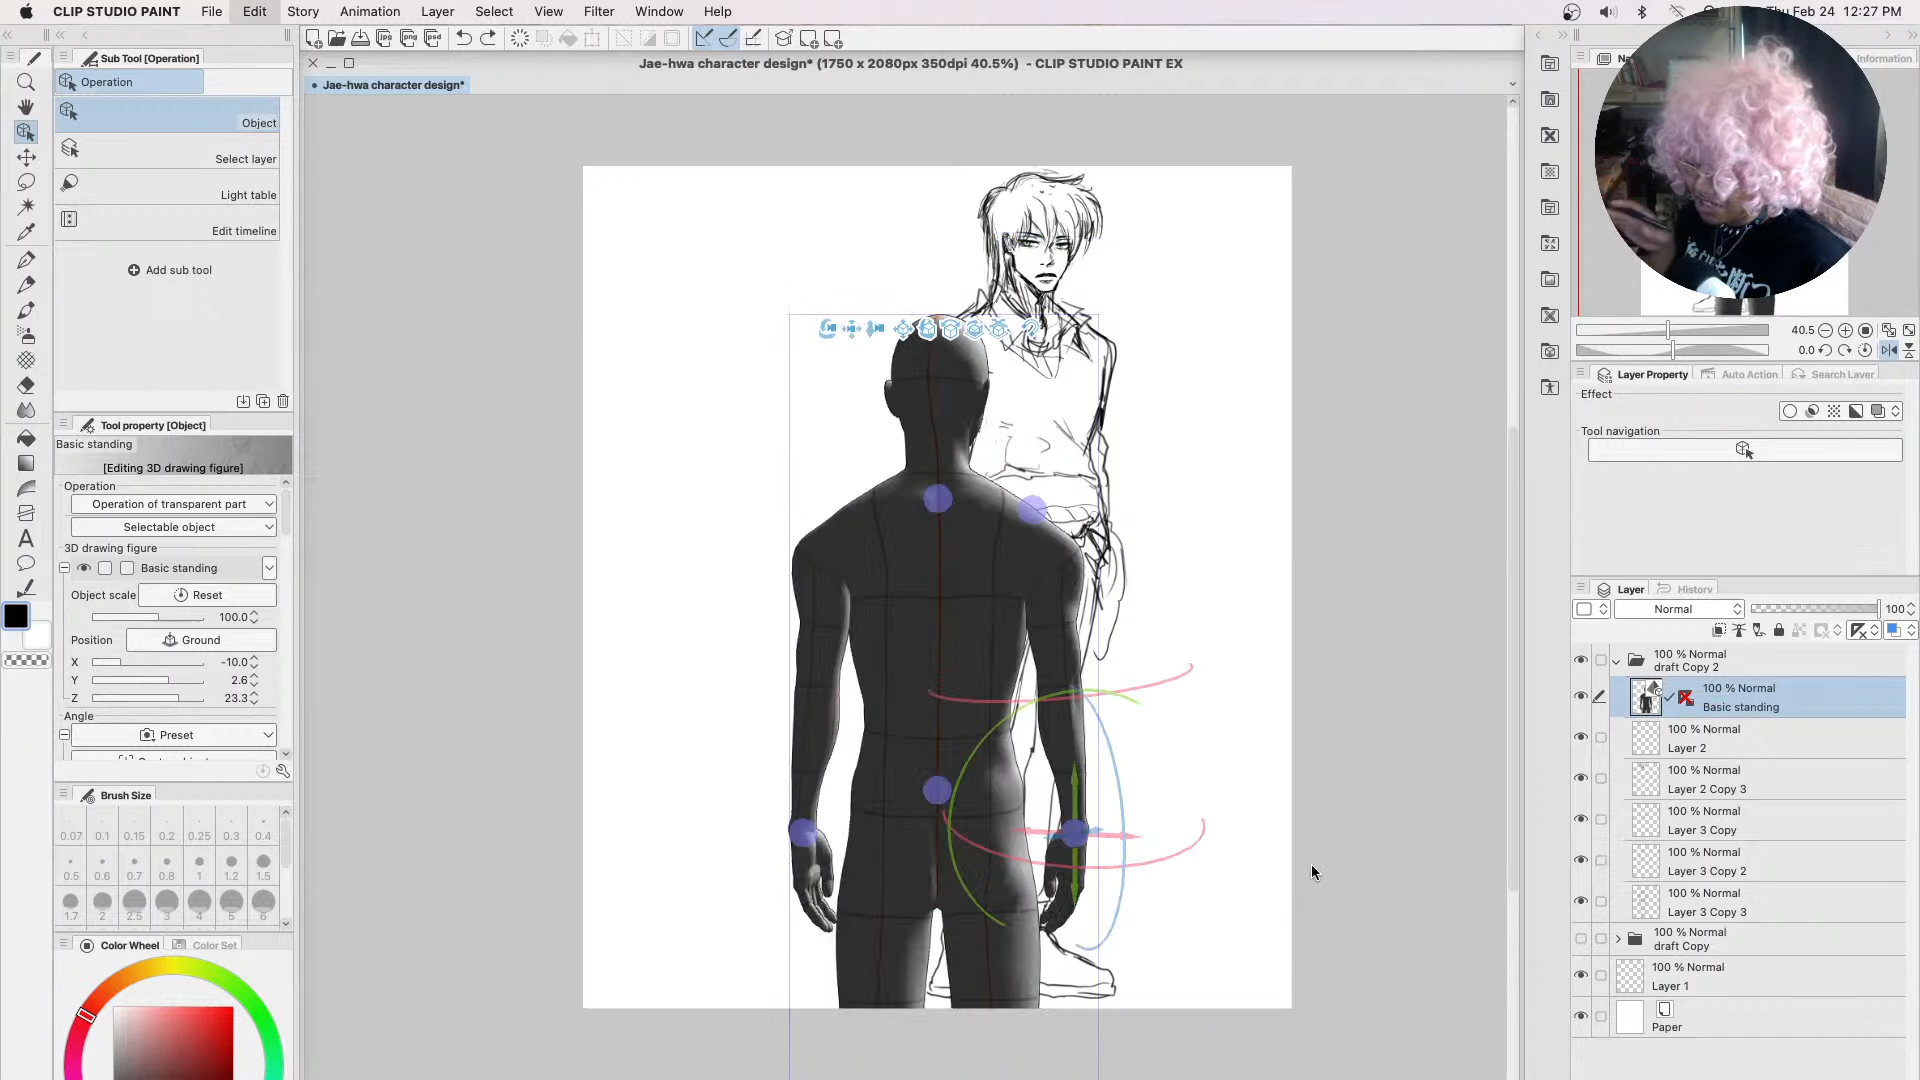 CLIP STUDIO PAINT File Edit Story Animation Layer Select View Filter Window Help
Thu Feb 24 12:27 PM
Sub Tool [Operation]
Jae-hwa character design* (1750 x 2080px 350dpi 40.5%) - CLIP STUDIO PAINT EX
Information
Operation
Jae-hwa character design*
Object
Select layer
Light table
Edit timeline
Add sub tool
40.5
0.0
Layer Property Auto Action Search Layer
Effect
Tool navigation
Tool property [Object]
Basic standing
[Editing 3D drawing figure]
Operation
Operation of transparent part
Selectable object
3D drawing figure
Basic standing
Object scale Reset
100.0
Position Ground
X -10.0
Y 2.6
Z 23.3
Angle
Preset
Layer History
Normal 100
100 % Normal
draft Copy 2
100 % Normal
Basic standing
100 % Normal
Layer 2
100 % Normal
Layer 2 Copy 3
100 % Normal
Layer 3 Copy
100 % Normal
Layer 3 Copy 2
100 % Normal
Layer 3 Copy 3
100 % Normal
draft Copy
100 % Normal
Layer 1
Paper
Brush Size
0.07 0.1 0.15 0.2 0.25 0.3 0.4
0.5 0.6 0.7 0.8 1 1.2 1.5
1.7 2 2.5 3 4 5 6
Color Wheel Color Set